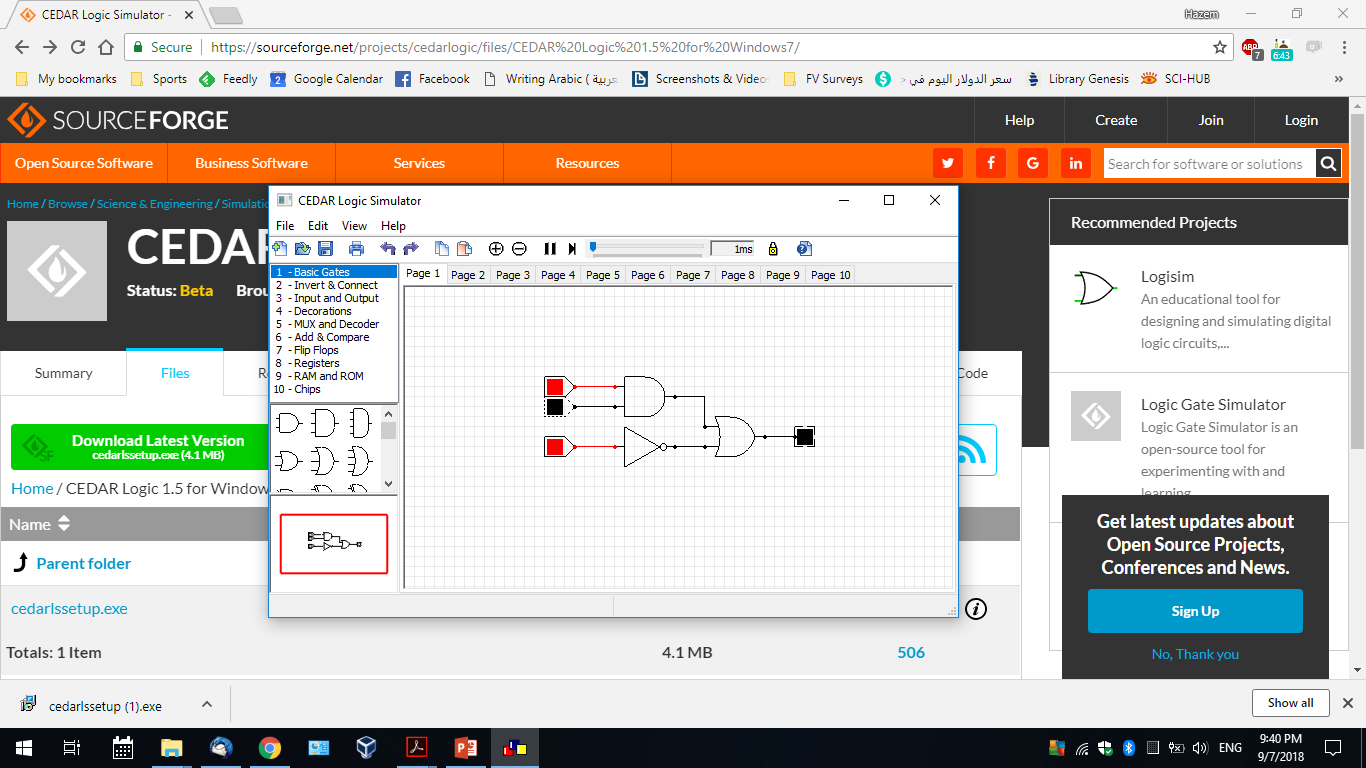 CEDAR Logic Simulator -
Hazem
Secure
https://sourceforge.net/projects/cedarlogic/files/CEDAR%20Logic%201.5%20for%20Windows7/
ABP 7
6:43
My bookmarks
Sports
Feedly
2 Google Calendar
Facebook
Writing Arabic ( عربية
Screenshots & Video
FV Surveys
سعر الدولار اليوم في
Library Genesis
SCI-HUB
SOURCEFORGE
Help
Create
Join
Login
Open Source Software
Business Software
Services
Resources
Search for software or solutions
Home / Browse / Science & Engineering /
CEDAR
Status: Beta
Summary
Files
Code
Download Latest Version
cedarlssetup.exe (4.1 MB)
SF
Home / CEDAR Logic 1.5 for Window
Name
Parent folder
cedarlssetup.exe
Totals: 1 Item
4.1 MB
506
CEDAR Logic Simulator
File
Edit
View
Help
1ms
1 - Basic Gates
2 - Invert & Connect
3 - Input and Output
4 - Decorations
5 - MUX and Decoder
6 - Add & Compare
7 - Flip Flops
8 - Registers
9 - RAM and ROM
10 - Chips
Page 1
Page 2
Page 3
Page 4
Page 5
Page 6
Page 7
Page 8
Page 9
Page 10
Recommended Projects
Logisim
An educational tool for
designing and simulating digital
logic circuits,...
Logic Gate Simulator
Logic Gate Simulator is an
open-source tool for
experimenting with and
learning
Get latest updates about
Open Source Projects,
Conferences and News.
Sign Up
No, Thank you
cedarlssetup (1).exe
Show all
ENG
9:40 PM
9/7/2018